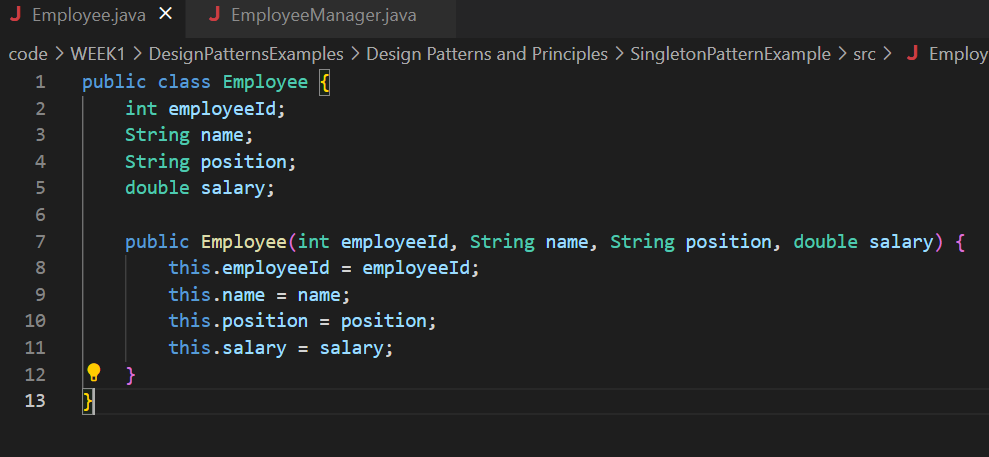 Employee.java × EmployeeManager.java
code > WEEK1 > DesignPatternsExamples > Design Patterns and Principles > SingletonPatternExample > src > Employ
1 public class Employee {
2     int employeeId;
3     String name;
4     String position;
5     double salary;
6
7     public Employee(int employeeId, String name, String position, double salary) {
8         this.employeeId = employeeId;
9         this.name = name;
10         this.position = position;
11         this.salary = salary;
12     }
13 }